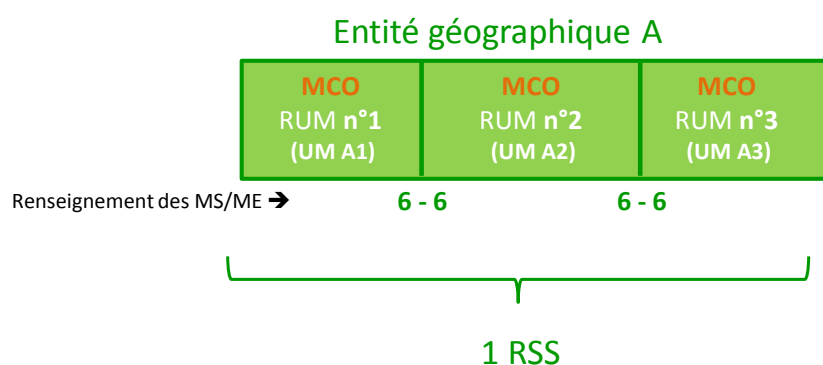 Entité géographique A
MCO MCO MCO
RUM n°1 RUM n°2 RUM n°3
(UM A1) (UM A2) (UM A3)
Renseignement des MS/ME ➔ 6 - 6 6 - 6
1 RSS